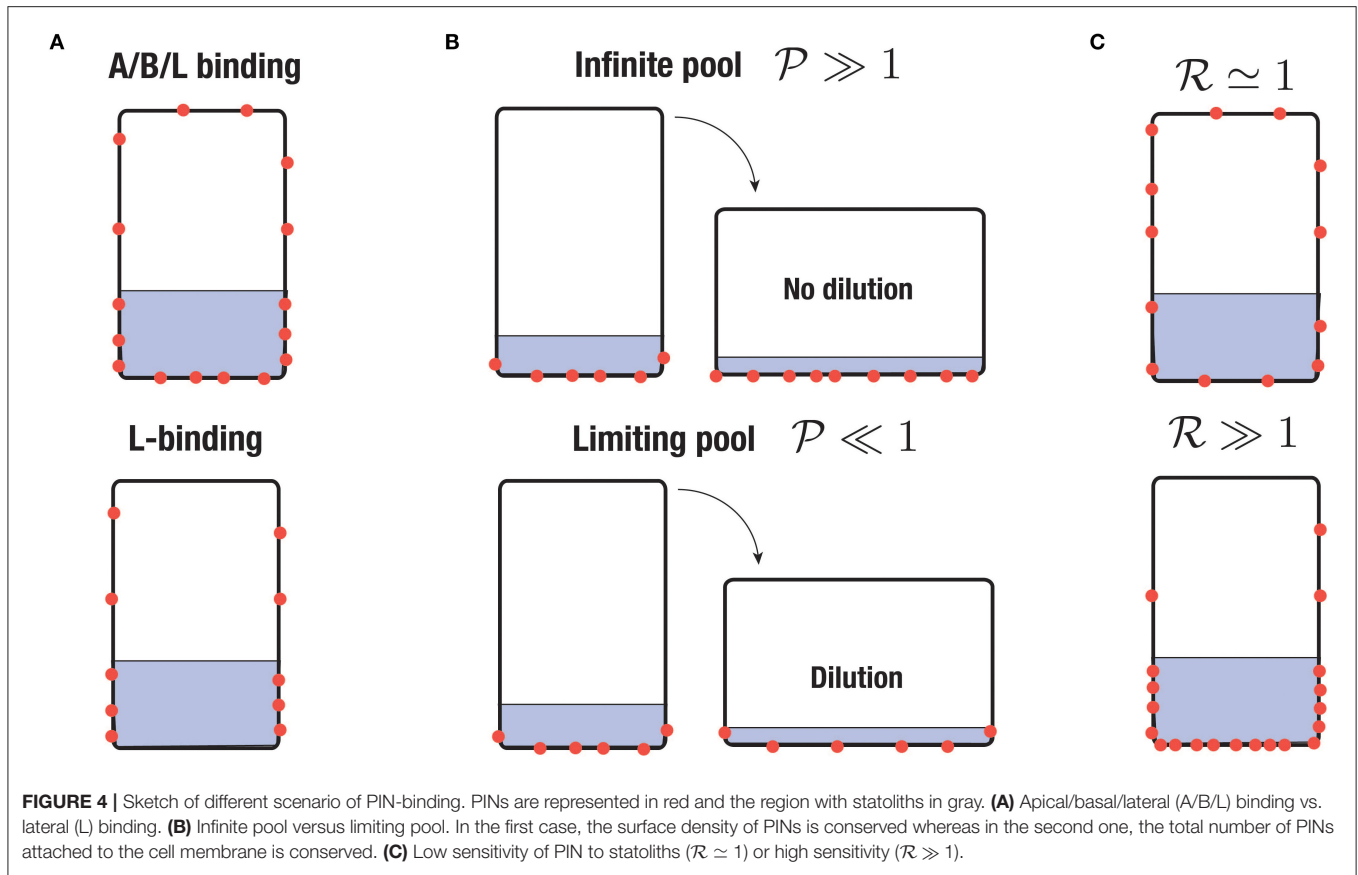 A
B
C
A/B/L binding
Infinite pool 𝒫 ≫ 1
ℛ ≃ 1
No dilution
L-binding
Limiting pool 𝒫 ≪ 1
ℛ ≫ 1
Dilution
FIGURE 4 | Sketch of different scenario of PIN-binding. PINs are represented in red and the region with statoliths in gray. (A) Apical/basal/lateral (A/B/L) binding vs.
lateral (L) binding. (B) Infinite pool versus limiting pool. In the first case, the surface density of PINs is conserved whereas in the second one, the total number of PINs
attached to the cell membrane is conserved. (C) Low sensitivity of PIN to statoliths (ℛ ≃ 1) or high sensitivity (ℛ ≫ 1).